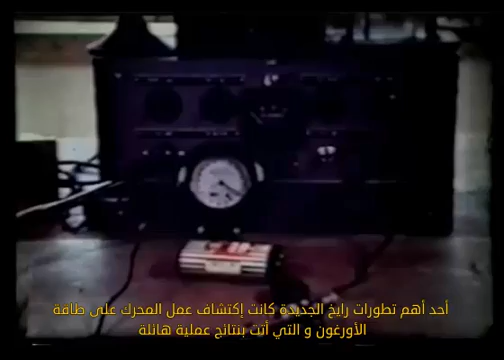 أحد أهم تطورات رايخ الجديدة كانت إكتشاف عمل المحرك على طاقة
الأورغون و التي أتت بنتائج عملية هائلة